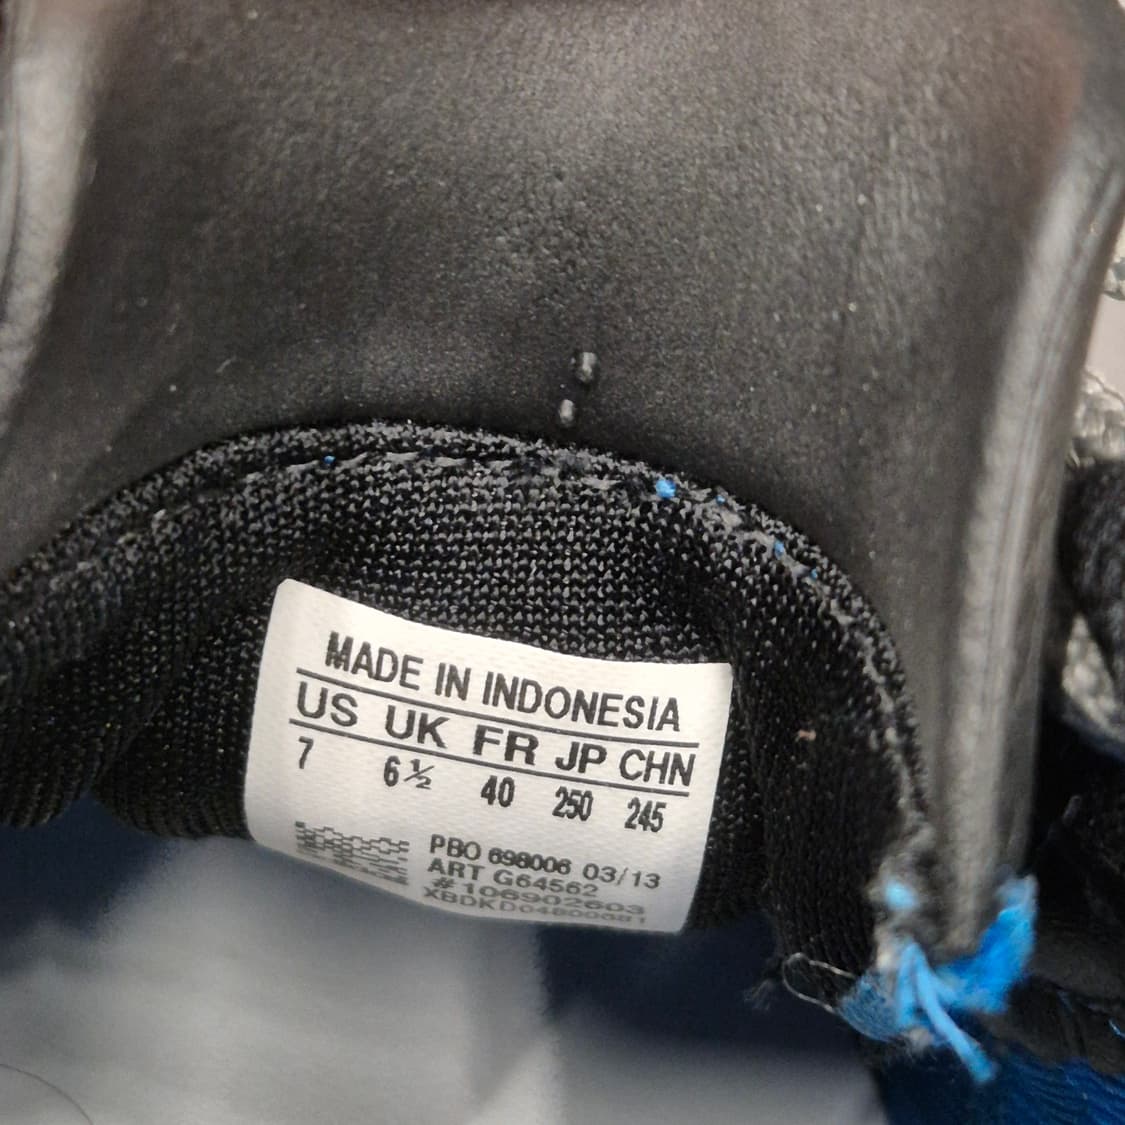 MADE IN INDONESIA
US UK FR JP CHN
7 6½ 40 250 245
PBO 698006 03/13
ART G64562
#106902603
XBDKD04800681